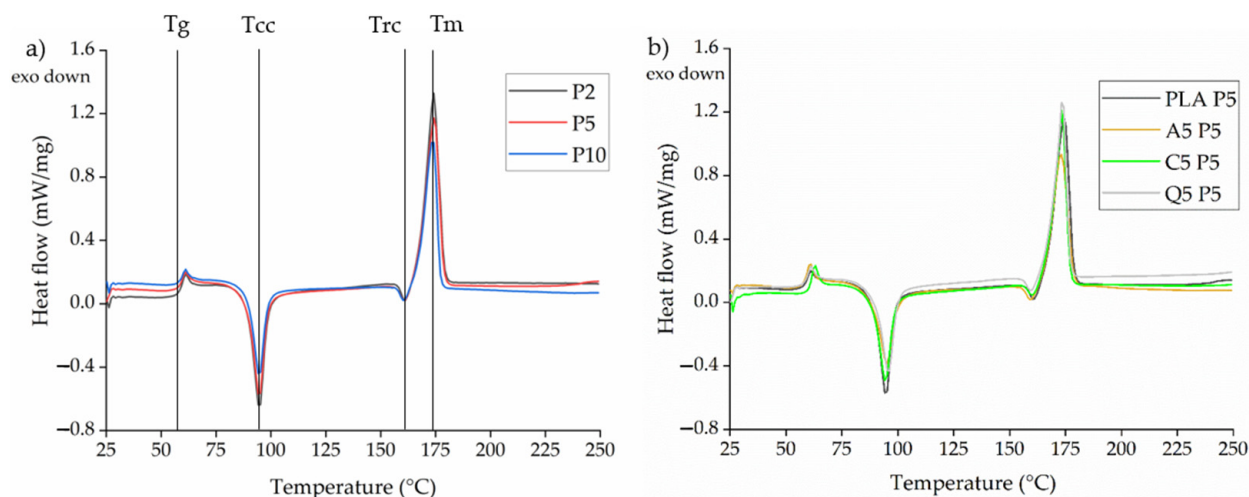 Tg Tcc Trc Tm
a)
exo down
Heat flow (mW/mg)
1.6
1.2
0.8
0.4
0.0
−0.4
−0.8
P2
P5
P10
25 50 75 100 125 150 175 200 225 250
Temperature (°C)
b)
exo down
Heat flow (mW/mg)
1.6
1.2
0.8
0.4
0.0
−0.4
−0.8
PLA P5
A5 P5
C5 P5
Q5 P5
25 50 75 100 125 150 175 200 225 250
Temperature (°C)